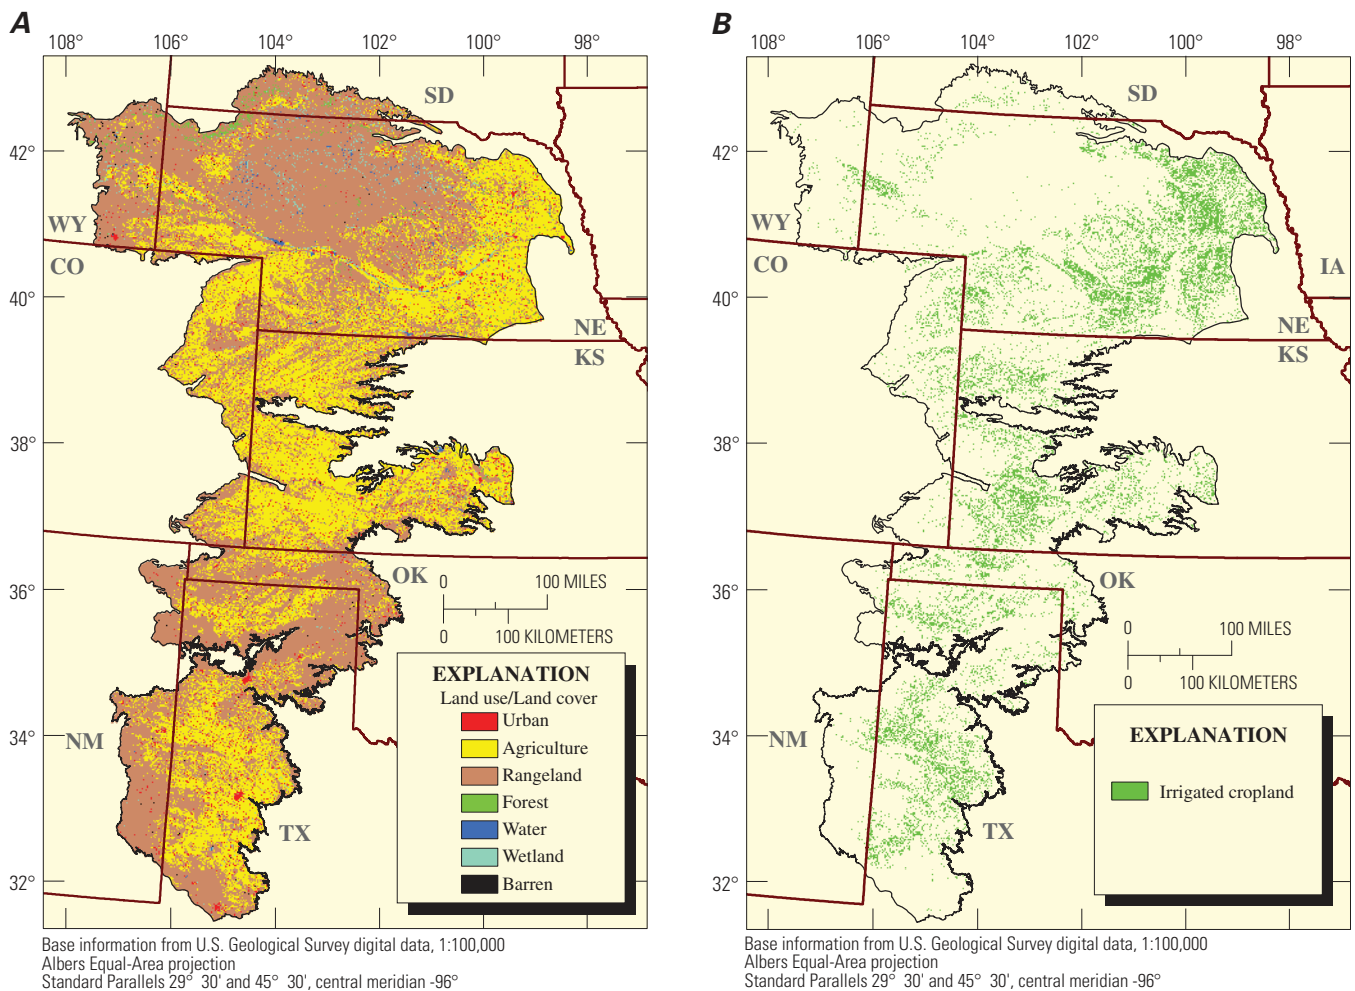 A
108° 106° 104° 102° 100° 98°
SD
42°
WY
CO
40°
NE
KS
38°
36°
OK
0 100 MILES
0 100 KILOMETERS
EXPLANATION
Land use/Land cover
Urban
Agriculture
Rangeland
Forest
Water
Wetland
Barren
34°
NM
TX
32°
Base information from U.S. Geological Survey digital data, 1:100,000
Albers Equal-Area projection
Standard Parallels 29° 30' and 45° 30', central meridian -96°
B
108° 106° 104° 102° 100° 98°
SD
42°
WY
CO
IA
40°
NE
KS
38°
36°
OK
0 100 MILES
0 100 KILOMETERS
EXPLANATION
Irrigated cropland
34°
NM
TX
32°
Base information from U.S. Geological Survey digital data, 1:100,000
Albers Equal-Area projection
Standard Parallels 29° 30' and 45° 30', central meridian -96°